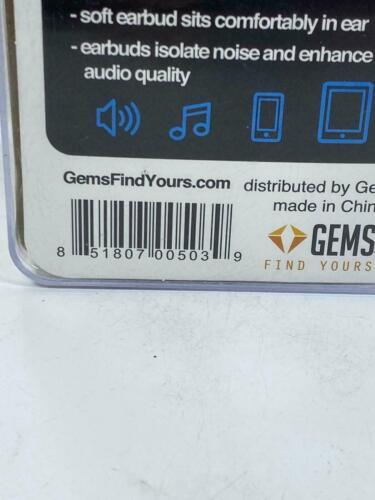 - soft earbud sits comfortably in ear
- earbuds isolate noise and enhance
audio quality
GemsFindYours.com
distributed by Ge
made in Chin
8 51807 00503 9
GEMS
FIND YOURS